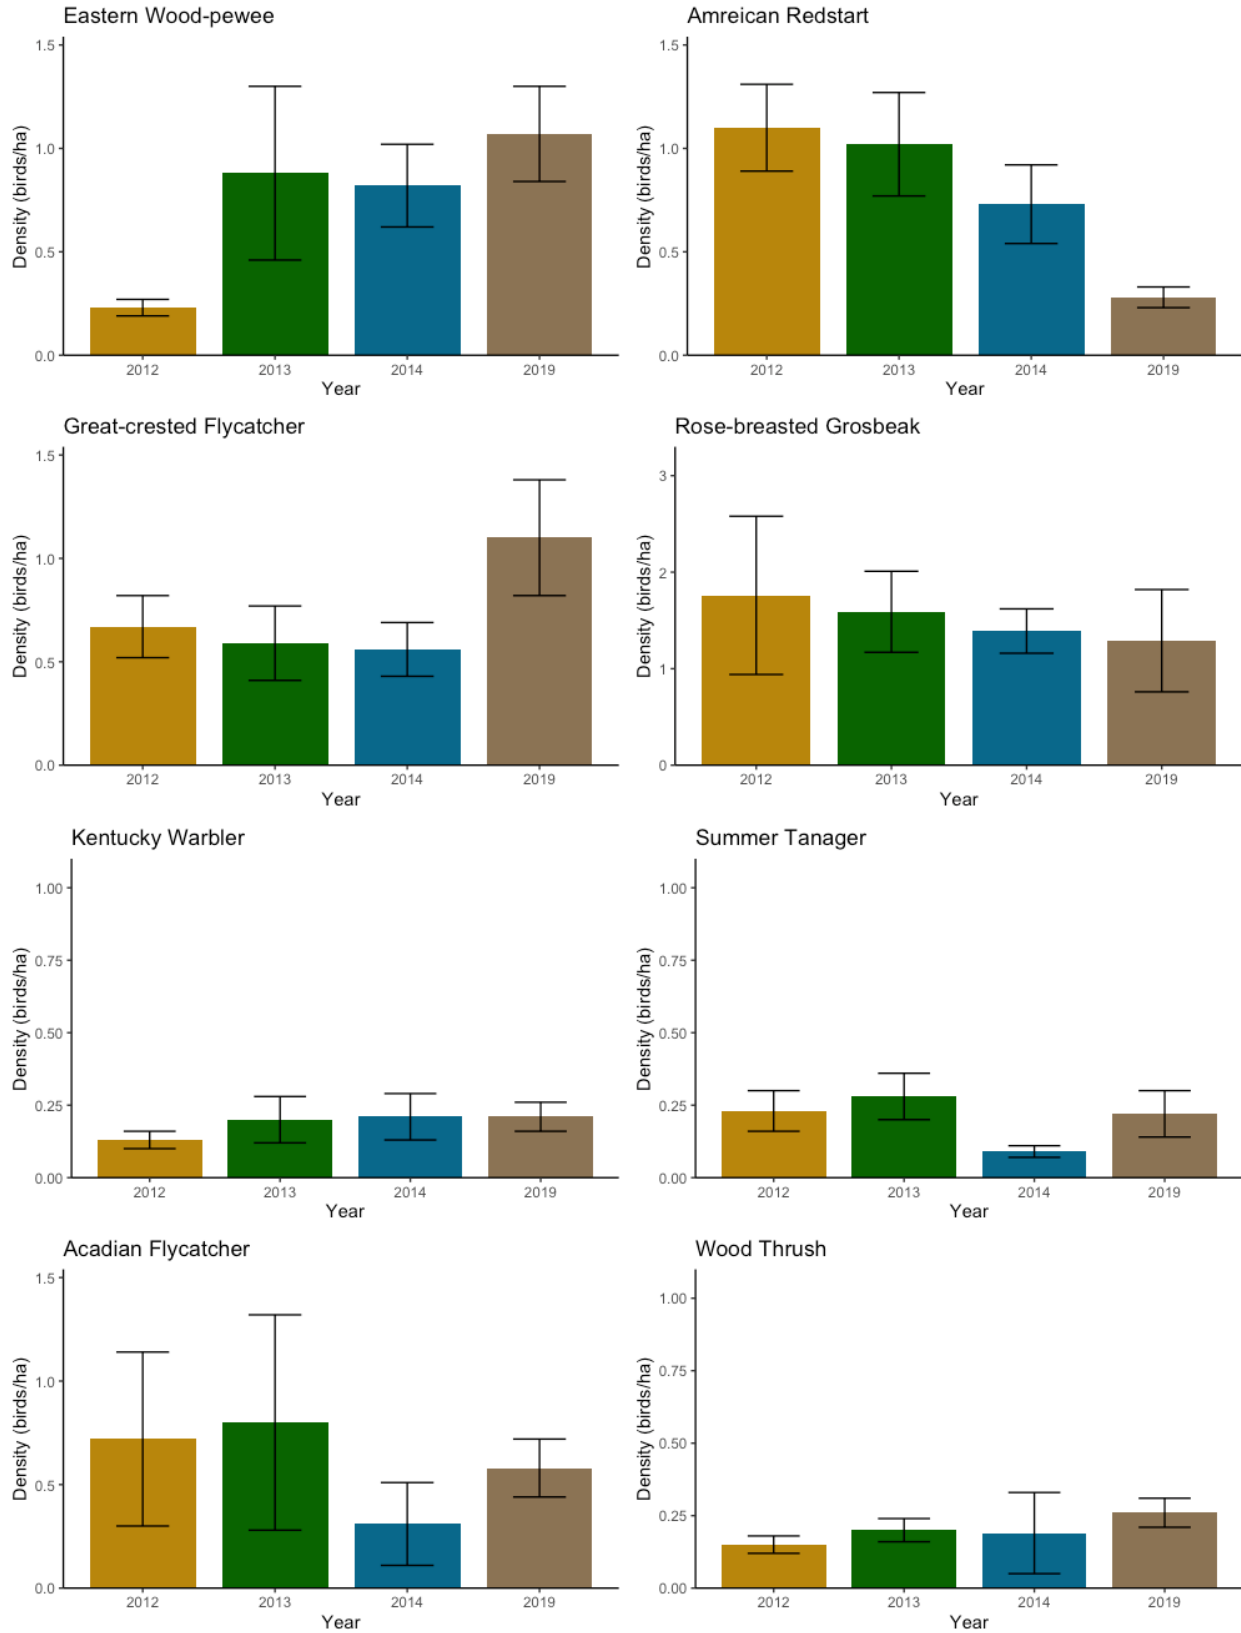 Eastern Wood-pewee
1.5
1.0
0.5
0.0
Density (birds/ha)
2012 2013 2014 2019
Year
Amreican Redstart
1.5
1.0
0.5
0.0
Density (birds/ha)
2012 2013 2014 2019
Year
Great-crested Flycatcher
1.5
1.0
0.5
0.0
Density (birds/ha)
2012 2013 2014 2019
Year
Rose-breasted Grosbeak
3
2
1
0
Density (birds/ha)
2012 2013 2014 2019
Year
Kentucky Warbler
1.00
0.75
0.50
0.25
0.00
Density (birds/ha)
2012 2013 2014 2019
Year
Summer Tanager
1.00
0.75
0.50
0.25
0.00
Density (birds/ha)
2012 2013 2014 2019
Year
Acadian Flycatcher
1.5
1.0
0.5
0.0
Density (birds/ha)
2012 2013 2014 2019
Year
Wood Thrush
1.00
0.75
0.50
0.25
0.00
Density (birds/ha)
2012 2013 2014 2019
Year